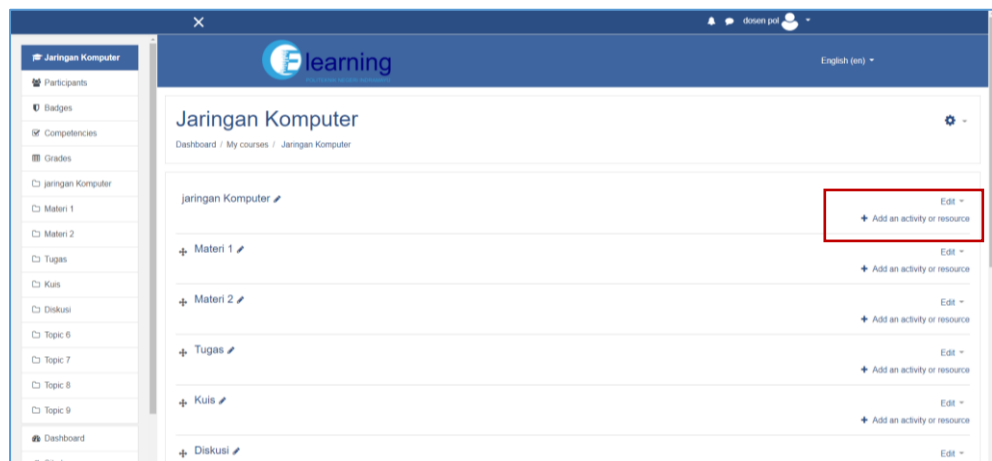 dosen pol
Jaringan Komputer
Participants
Badges
Competencies
Grades
jaringan Komputer
Materi 1
Materi 2
Tugas
Kuis
Diskusi
Topic 6
Topic 7
Topic 8
Topic 9
Dashboard
Elearning
English (en)
Jaringan Komputer
Dashboard / My courses / Jaringan Komputer
jaringan Komputer
Edit
+ Add an activity or resource
Materi 1
Edit
+ Add an activity or resource
Materi 2
Edit
+ Add an activity or resource
Tugas
Edit
+ Add an activity or resource
Kuis
Edit
+ Add an activity or resource
Diskusi
Edit